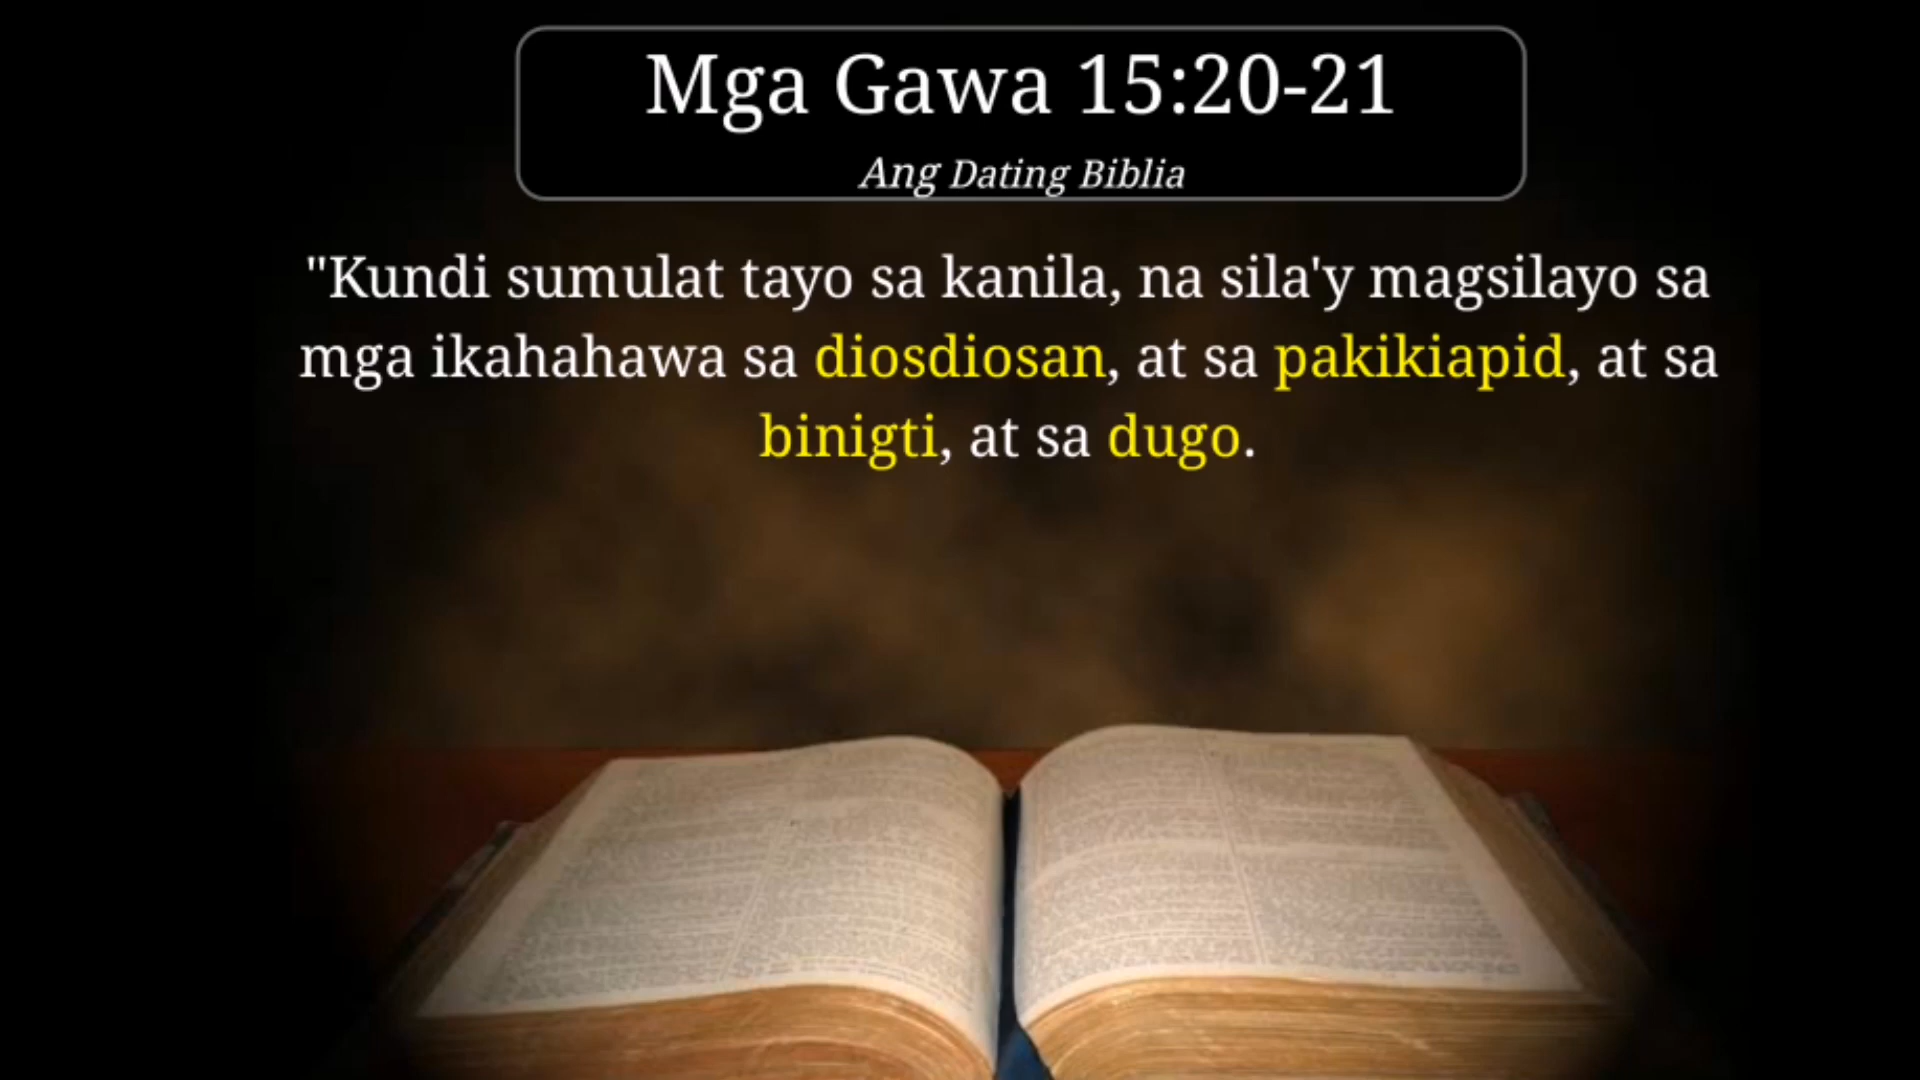 Mga Gawa 15:20-21
Ang Dating Biblia
"Kundi sumulat tayo sa kanila, na sila'y magsilayo sa
mga ikahahawa sa diosdiosan, at sa pakikiapid, at sa
binigti, at sa dugo.